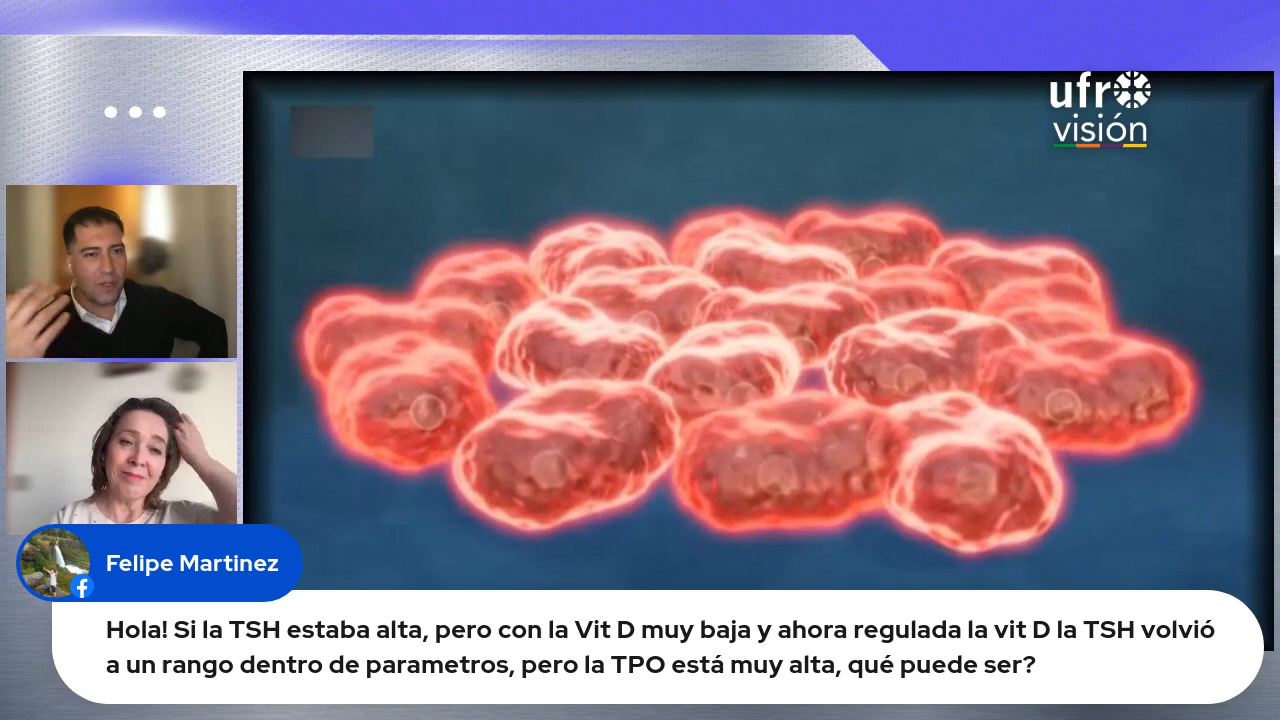 ufro
visión
Felipe Martinez
Hola! Si la TSH estaba alta, pero con la Vit D muy baja y ahora regulada la vit D la TSH volvió
a un rango dentro de parametros, pero la TPO está muy alta, qué puede ser?